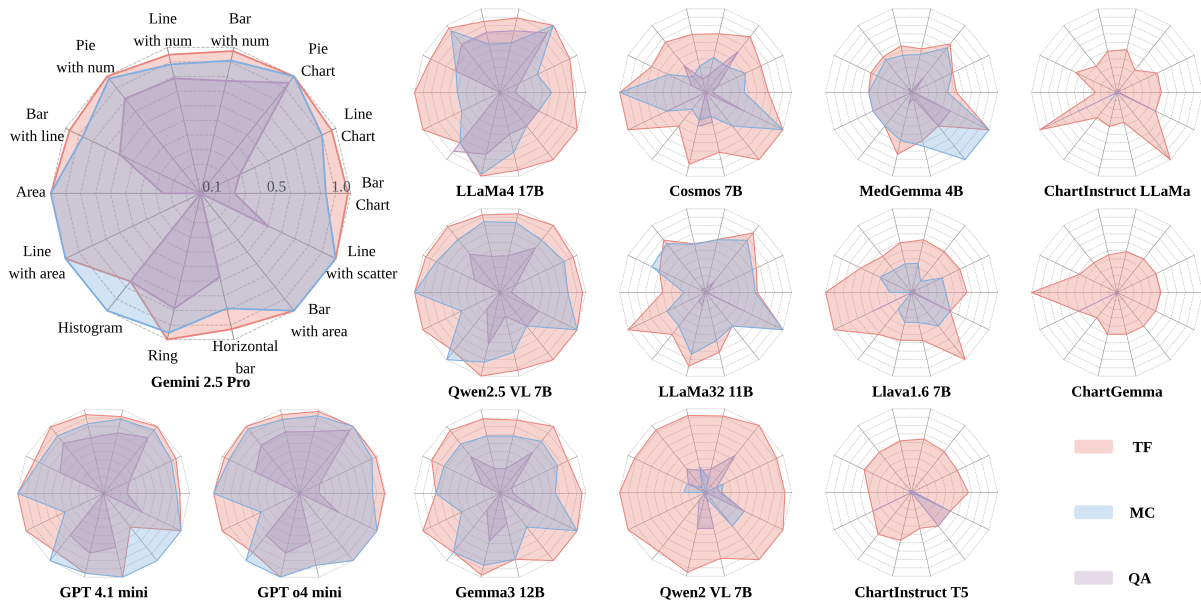 Line
with num
Bar
with num
Pie
with num
Pie
Chart
Bar
with line
Line
Chart
Area
0.1
0.5
1.0
Bar
Chart
Line
with area
Line
with scatter
Histogram
Bar
with area
Ring
Horizontal
bar
Gemini 2.5 Pro
LLaMa4 17B
Cosmos 7B
MedGemma 4B
ChartInstruct LLaMa
Qwen2.5 VL 7B
LLaMa32 11B
Llava1.6 7B
ChartGemma
GPT 4.1 mini
GPT o4 mini
Gemma3 12B
Qwen2 VL 7B
ChartInstruct T5
TF
MC
QA